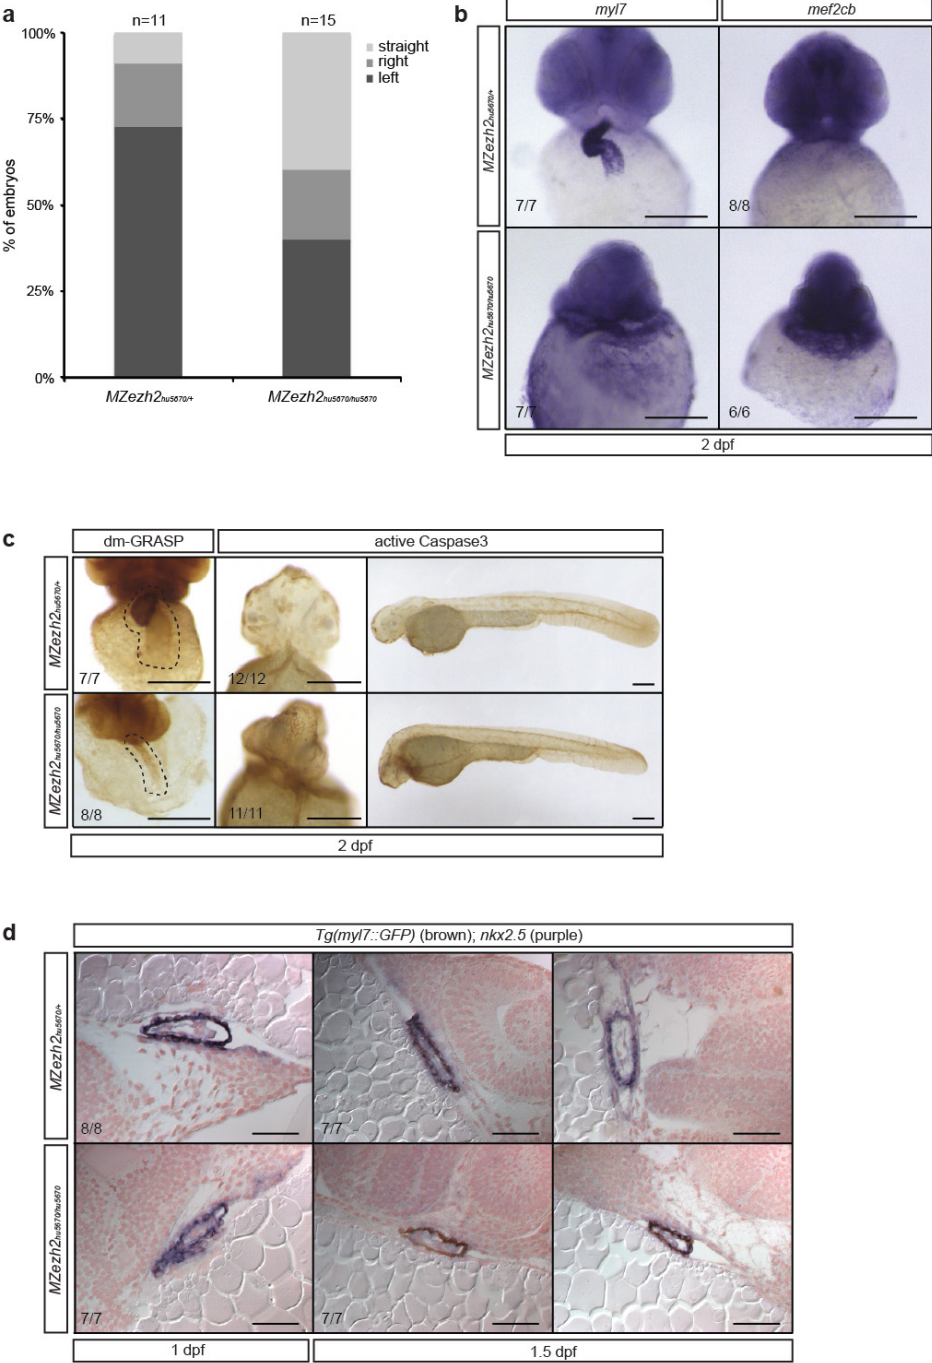 a
n=11
n=15
100%
75%
50%
25%
0%
% of embryos
straight
right
left
MZezh2hu5670/+
MZezh2hu5670/hu5670
b
myl7
mef2cb
MZezh2hu5670/+
7/7
8/8
MZezh2hu5670/hu5670
7/7
6/6
2 dpf
c
dm-GRASP
active Caspase3
MZezh2hu5670/+
7/7
12/12
MZezh2hu5670/hu5670
8/8
11/11
2 dpf
d
Tg(myl7::GFP) (brown); nkx2.5 (purple)
MZezh2hu5670/+
8/8
7/7
MZezh2hu5670/hu5670
7/7
7/7
1 dpf
1.5 dpf